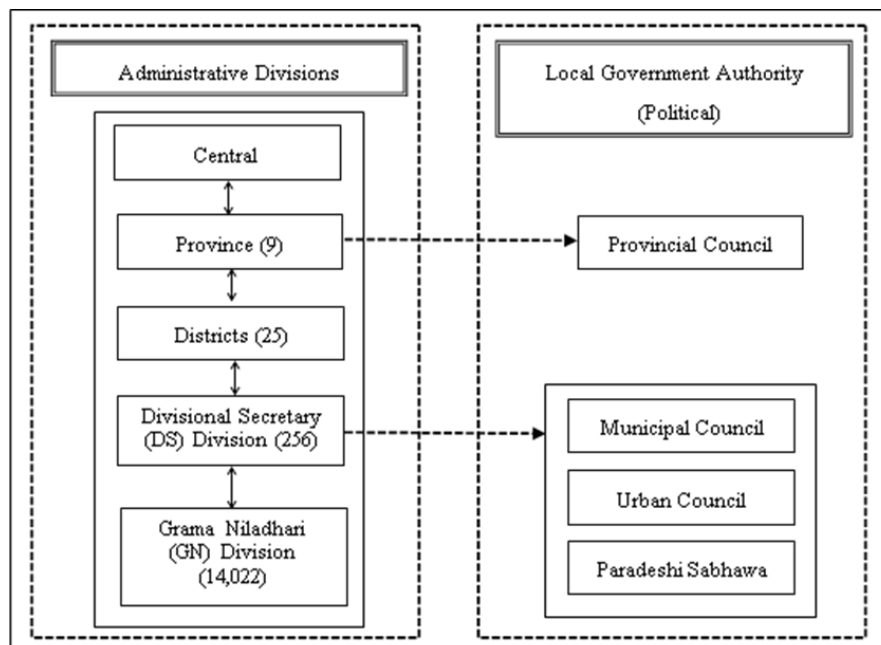 Administrative Divisions
Central
Province (9)
Districts (25)
Divisional Secretary
(DS) Division (256)
Grama Niladhari
(GN) Division
(14,022)
Local Government Authority
(Political)
Provincial Council
Municipal Council
Urban Council
Paradeshi Sabhawa